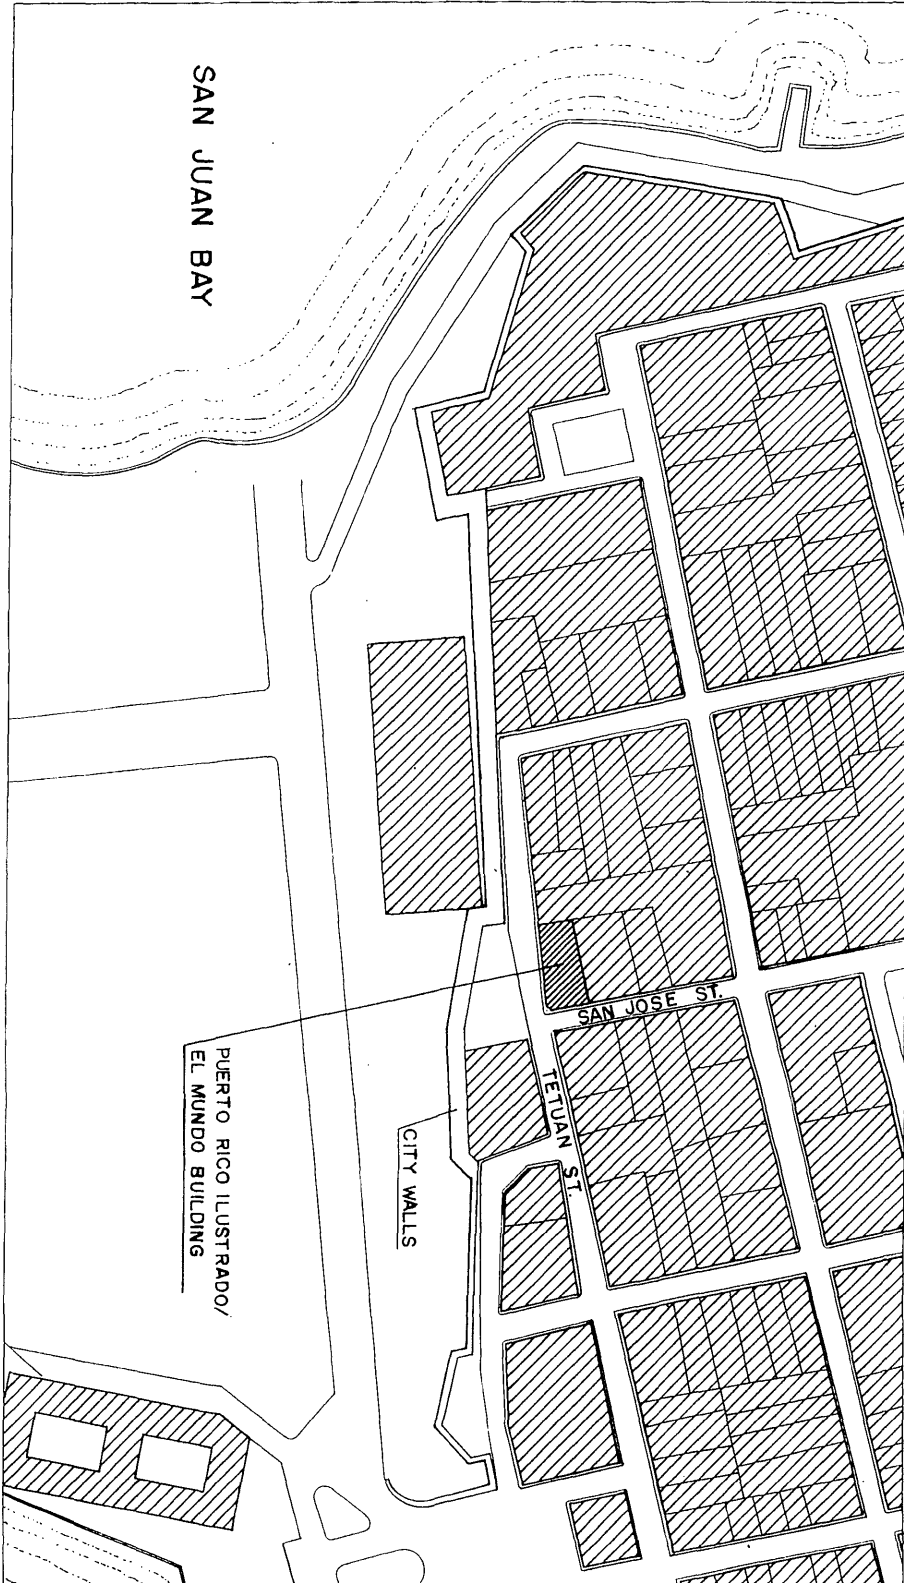 SAN JUAN BAY
SAN JOSE ST.
TETUAN ST.
CITY WALLS
PUERTO RICO ILUSTRADO/
EL MUNDO BUILDING